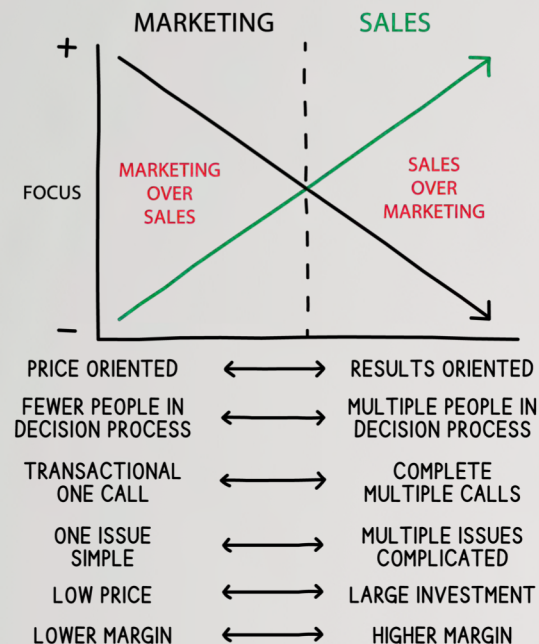 MARKETING SALES
+
MARKETING
OVER
SALES
SALES
OVER
MARKETING
FOCUS
−
PRICE ORIENTED RESULTS ORIENTED
FEWER PEOPLE IN
DECISION PROCESS
MULTIPLE PEOPLE IN
DECISION PROCESS
TRANSACTIONAL
ONE CALL
COMPLETE
MULTIPLE CALLS
ONE ISSUE
SIMPLE
MULTIPLE ISSUES
COMPLICATED
LOW PRICE LARGE INVESTMENT
LOWER MARGIN HIGHER MARGIN